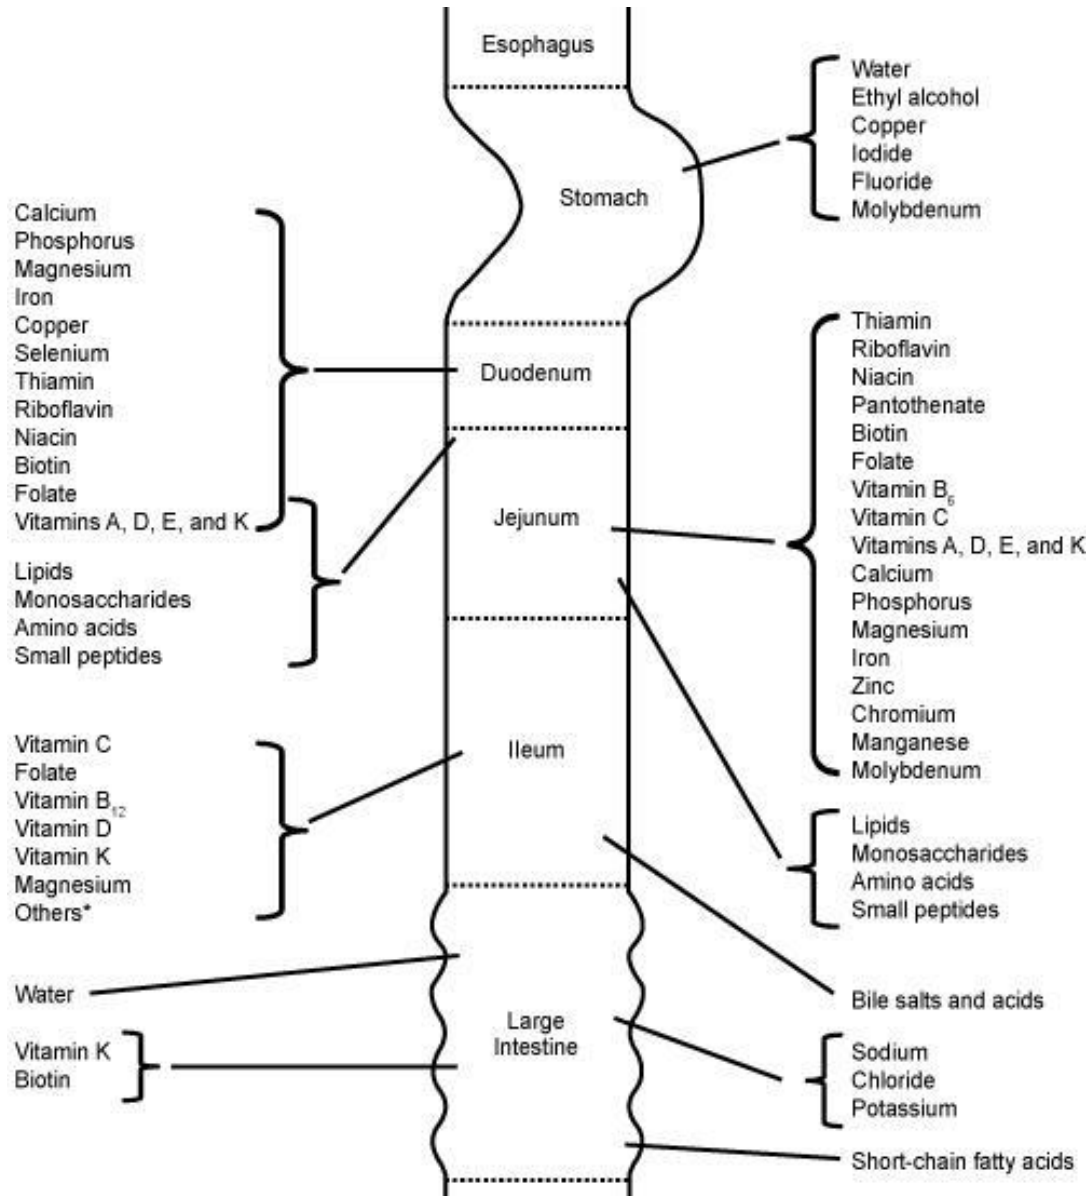 Esophagus
Water
Ethyl alcohol
Copper
Iodide
Fluoride
Molybdenum
Stomach
Calcium
Phosphorus
Magnesium
Iron
Copper
Selenium
Thiamin
Riboflavin
Niacin
Biotin
Folate
Vitamins A, D, E, and K
Duodenum
Lipids
Monosaccharides
Amino acids
Small peptides
Jejunum
Thiamin
Riboflavin
Niacin
Pantothenate
Biotin
Folate
Vitamin B₆
Vitamin C
Vitamins A, D, E, and K
Calcium
Phosphorus
Magnesium
Iron
Zinc
Chromium
Manganese
Molybdenum
Lipids
Monosaccharides
Amino acids
Small peptides
Vitamin C
Folate
Vitamin B₁₂
Vitamin D
Vitamin K
Magnesium
Others*
Ileum
Bile salts and acids
Water
Vitamin K
Biotin
Large
Intestine
Sodium
Chloride
Potassium
Short-chain fatty acids